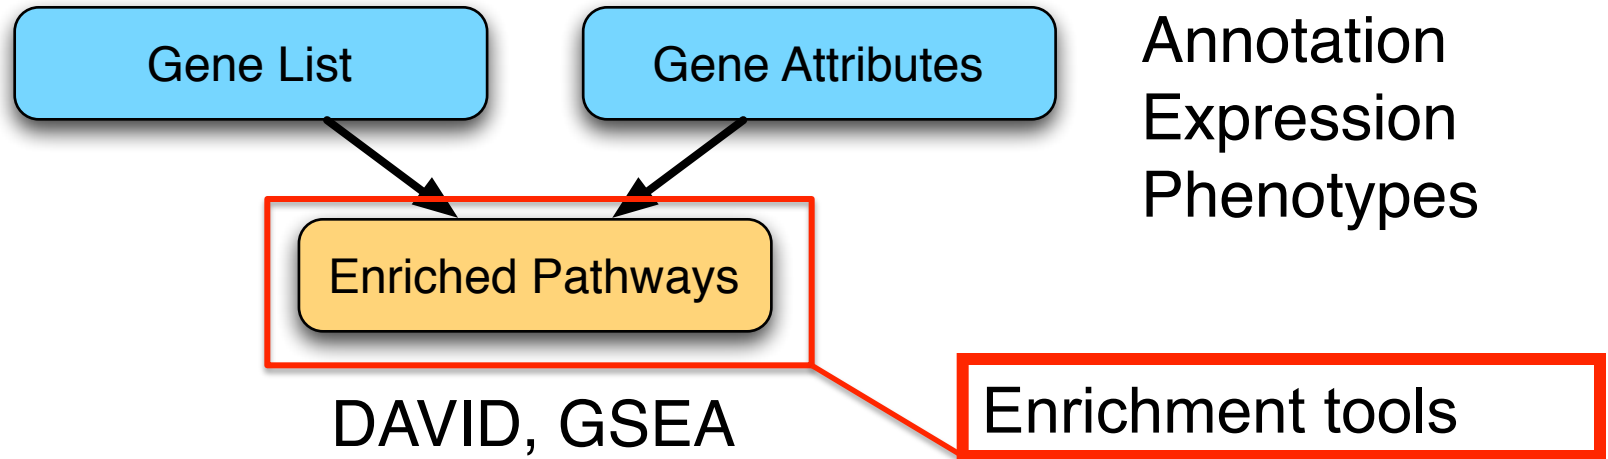 Gene List
Gene Attributes
Annotation
Expression
Phenotypes
Enriched Pathways
DAVID, GSEA
Enrichment tools